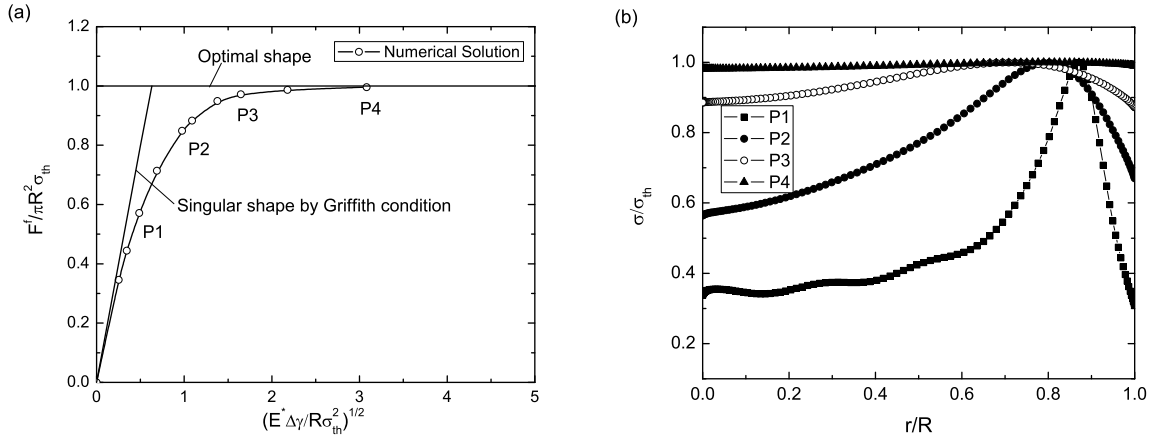 (a)
1.2
1.0
0.8
0.6
0.4
0.2
0.0
0
1
2
3
4
5
F^f/πR^2σ_th
(E^*Δγ/Rσ_th^2)^1/2
Optimal shape
Numerical Solution
Singular shape by Griffith condition
P1
P2
P3
P4
(b)
1.0
0.8
0.6
0.4
0.2
0.0
0.2
0.4
0.6
0.8
1.0
σ/σ_th
r/R
P1
P2
P3
P4